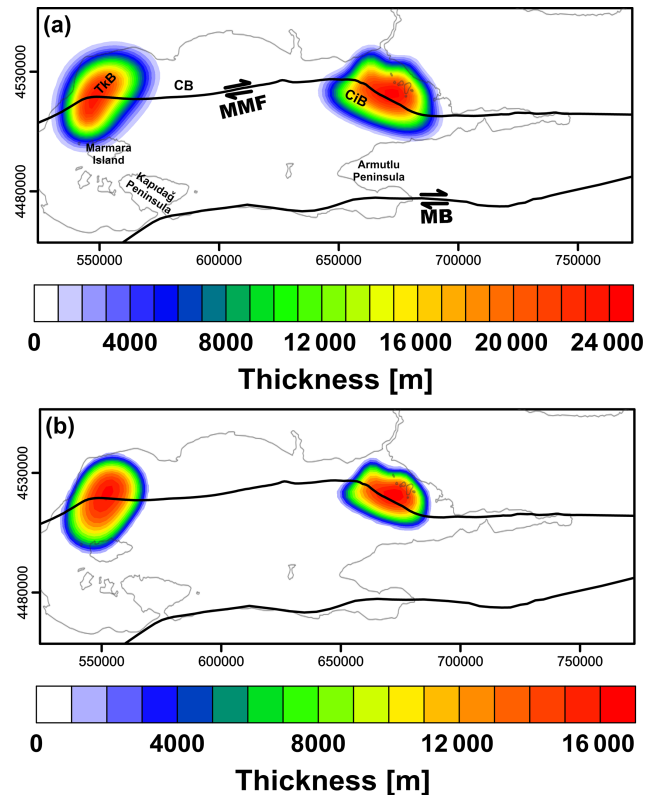 (a)
4530000
4480000
TkB
CB
MMF
CiB
Marmara
Island
Kapıdağ
Peninsula
Armutlu
Peninsula
MB
550000 600000 650000 700000 750000
0 4000 8000 12 000 16 000 20 000 24 000
Thickness [m]
(b)
4530000
4480000
550000 600000 650000 700000 750000
0 4000 8000 12 000 16 000
Thickness [m]